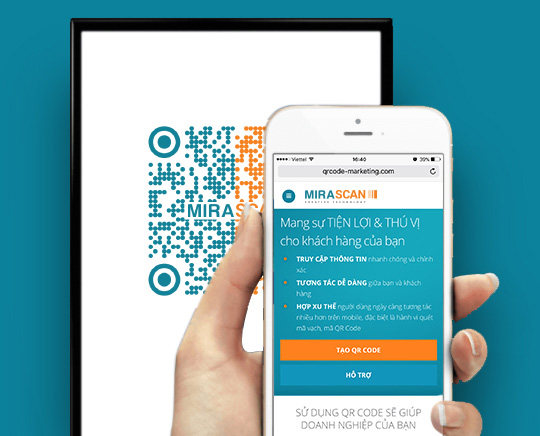 MIRAS
Viettel
16:40
39%
qrcode-marketing.com
MIRASCAN
CREATIVE TECHNOLOGY
Mang sự TIỆN LỢI & THÚ VỊ
cho khách hàng của bạn
TRUY CẬP THÔNG TIN nhanh chóng và chính
xác
TƯƠNG TÁC DỄ DÀNG giữa bạn và khách
hàng
HỢP XU THẾ người dùng ngày càng tương tác
nhiều hơn trên mobile, đặc biệt là hành vi quét
mã vạch, mã QR Code
TẠO QR CODE
HỖ TRỢ
SỬ DỤNG QR CODE SẼ GIÚP
DOANH NGHIỆP CỦA BẠN